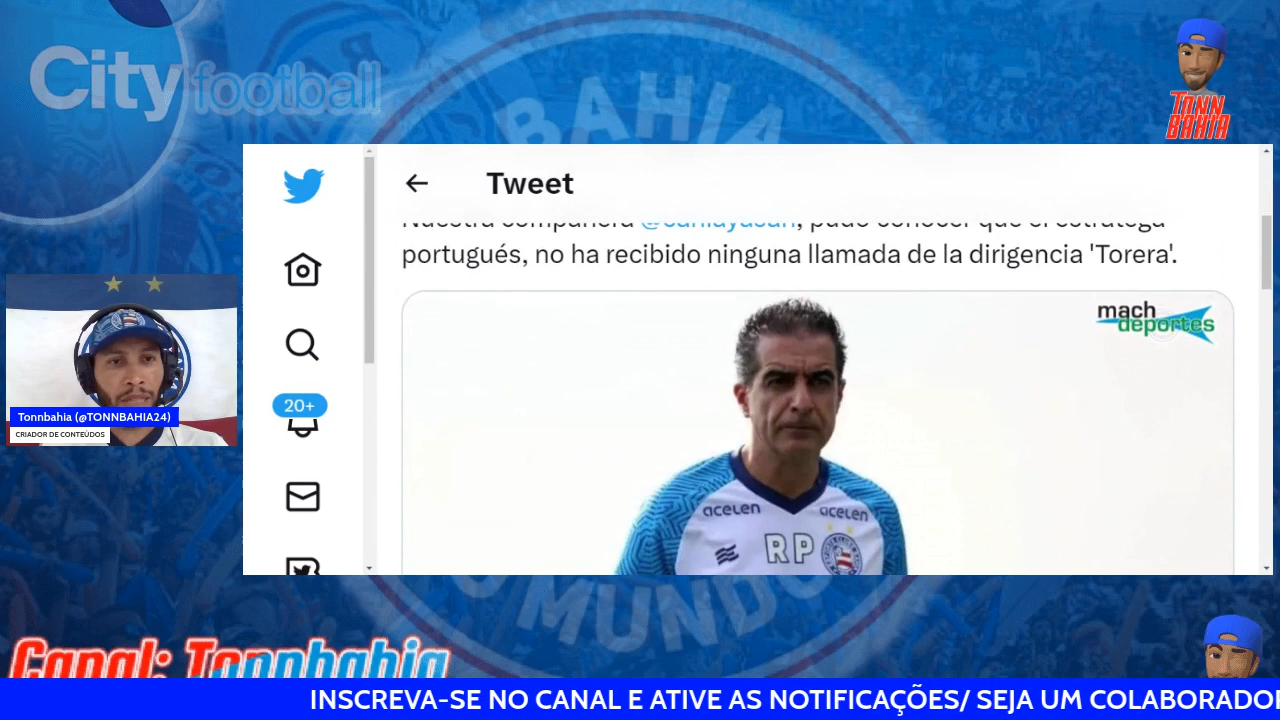 City football
BAHIA
TONN
BAHIA
Tweet
portugués, no ha recibido ninguna llamada de la dirigencia 'Torera'.
mach
deportes
20+
Tonnbahia (@TONNBAHIA24)
CRIADOR DE CONTEÚDOS
acelen
acelen
RP
MUNDO
Canal: Tonnbahia
INSCREVA-SE NO CANAL E ATIVE AS NOTIFICAÇÕES/ SEJA UM COLABORADOR